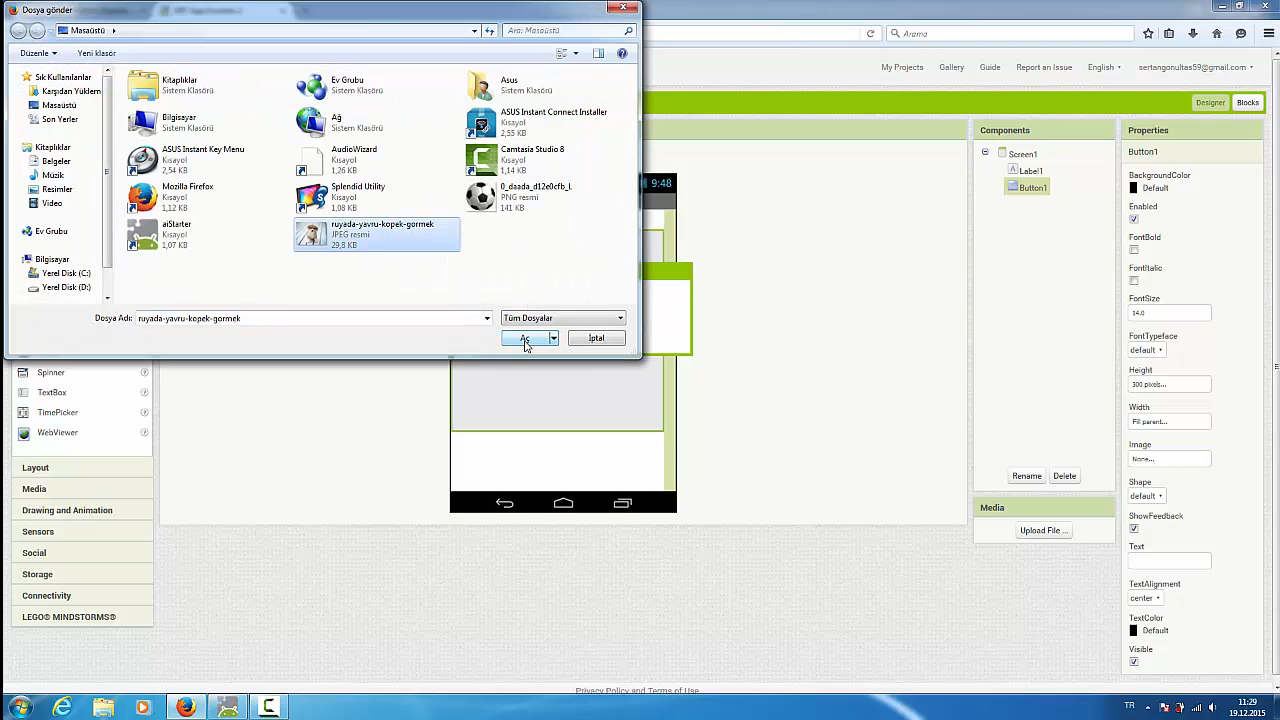 Dosya gönder
Masaüstü
Ara: Masaüstü
Düzenle
Yeni klasör
Sık Kullanılanlar
Karşıdan Yüklem
Masaüstü
Son Yerler
Kitaplıklar
Belgeler
Müzik
Resimler
Video
Ev Grubu
Bilgisayar
Yerel Disk (C:)
Yerel Disk (D:)
Kitaplıklar
Sistem Klasörü
Ev Grubu
Sistem Klasörü
Asus
Sistem Klasörü
Bilgisayar
Sistem Klasörü
Ağ
Sistem Klasörü
ASUS Instant Connect Installer
Kısayol
2,55 KB
ASUS Instant Key Menu
Kısayol
2,54 KB
AudioWizard
Kısayol
1,26 KB
Camtasia Studio 8
Kısayol
1,14 KB
Mozilla Firefox
Kısayol
1,12 KB
Splendid Utility
Kısayol
1,08 KB
0_daada_d12e0cfb_L
PNG resmi
141 KB
aiStarter
Kısayol
1,07 KB
ruyada-yavru-kopek-gormek
JPEG resmi
29,8 KB
Dosya Adı:
ruyada-yavru-kopek-gormek
Tüm Dosyalar
Aç
İptal
Arama
My Projects
Gallery
Guide
Report an Issue
English
sertangonultas59@gmail.com
Designer
Blocks
9:48
Spinner
TextBox
TimePicker
WebViewer
Layout
Media
Drawing and Animation
Sensors
Social
Storage
Connectivity
LEGO® MINDSTORMS®
Components
Screen1
Label1
Button1
Rename
Delete
Media
Upload File ...
Properties
Button1
BackgroundColor
Default
Enabled
FontBold
FontItalic
FontSize
14.0
FontTypeface
default
Height
300 pixels...
Width
Fill parent...
Image
None...
Shape
default
ShowFeedback
Text
TextAlignment
center
TextColor
Default
Visible
Privacy Policy and Terms of Use
TR
11:29
19.12.2015